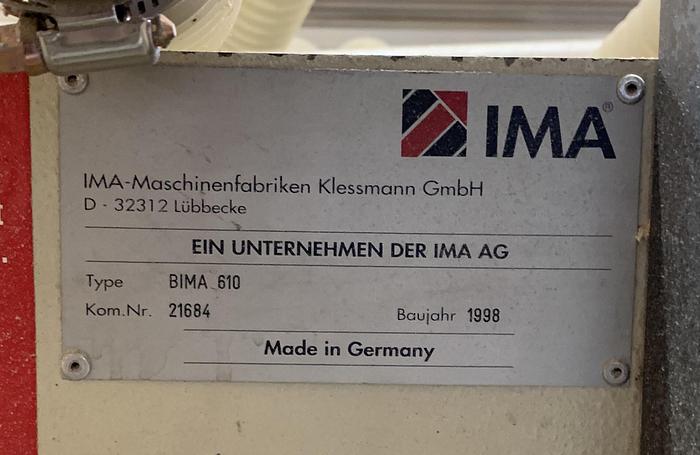 IMA®
IMA-Maschinenfabriken Klessmann GmbH
D - 32312 Lübbecke
EIN UNTERNEHMEN DER IMA AG
Type BIMA 610
Kom.Nr. 21684 Baujahr 1998
Made in Germany